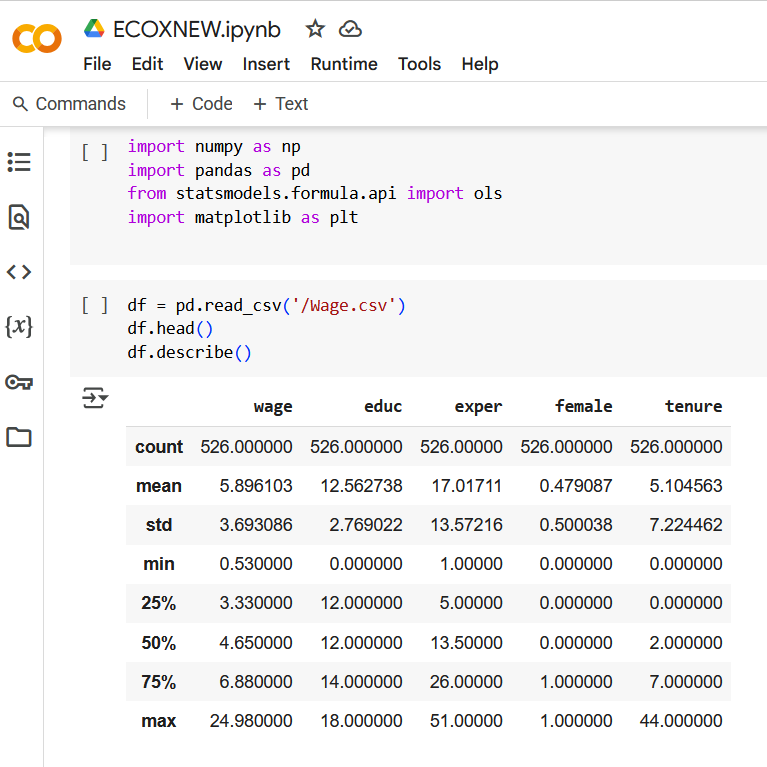 ECOXNEW.ipynb
File Edit View Insert Runtime Tools Help
Commands + Code + Text
[ ] import numpy as np
import pandas as pd
from statsmodels.formula.api import ols
import matplotlib as plt
[ ] df = pd.read_csv('/Wage.csv')
df.head()
df.describe()
{x}
wage educ exper female tenure
count 526.000000 526.000000 526.00000 526.000000 526.000000
mean 5.896103 12.562738 17.01711 0.479087 5.104563
std 3.693086 2.769022 13.57216 0.500038 7.224462
min 0.530000 0.000000 1.00000 0.000000 0.000000
25% 3.330000 12.000000 5.00000 0.000000 0.000000
50% 4.650000 12.000000 13.50000 0.000000 2.000000
75% 6.880000 14.000000 26.00000 1.000000 7.000000
max 24.980000 18.000000 51.00000 1.000000 44.000000